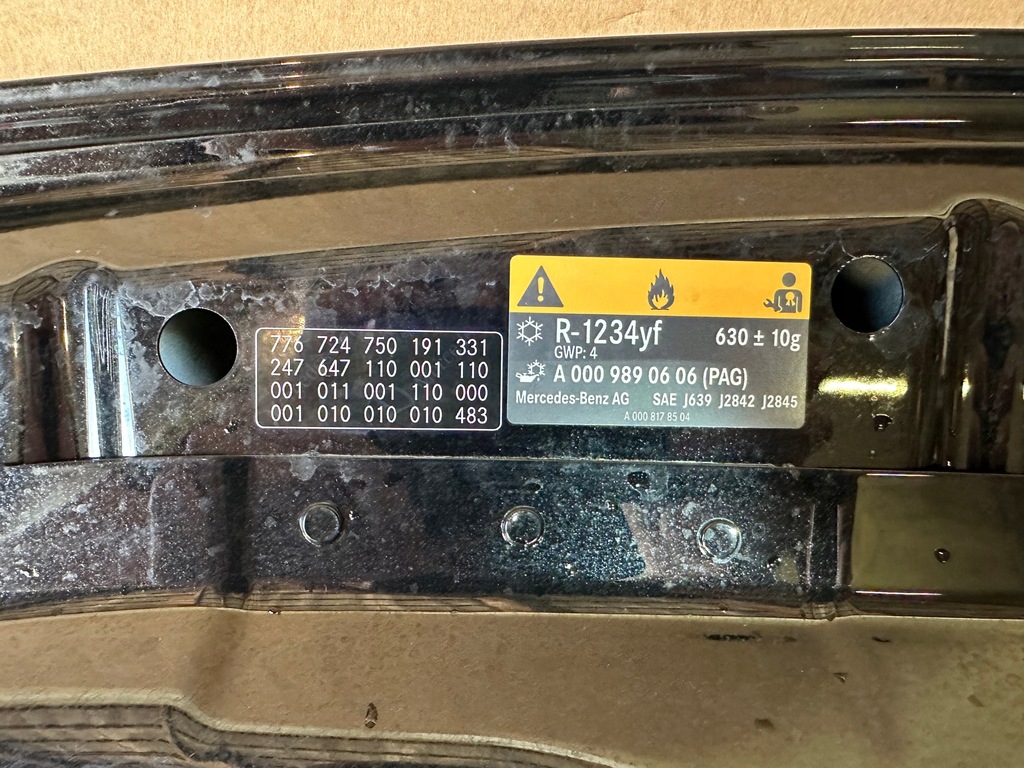 776 724 750 191 331
247 647 110 001 110
001 011 001 110 000
001 010 010 010 483
R-1234yf 630 ± 10g
GWP: 4
A 000 989 06 06 (PAG)
Mercedes-Benz AG SAE J639 J2842 J2845
A 000 817 85 04